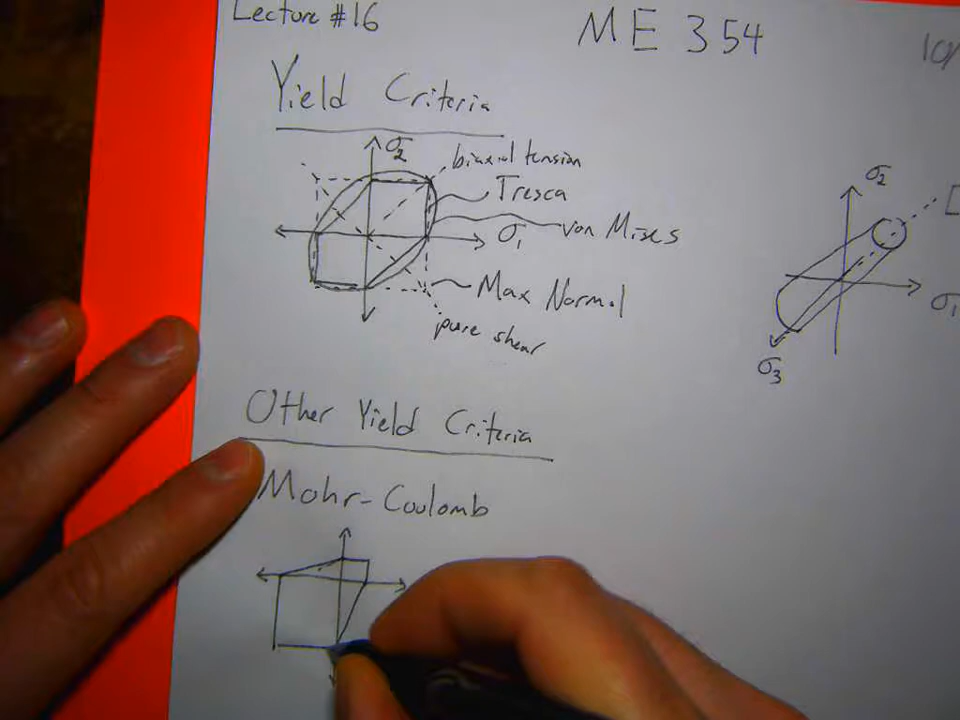 Lecture #16
ME 354
10/
Yield Criteria
σ2
biaxial tension
Tresca
σ1
von Mises
Max Normal
pure shear
σ2
σ1
σ3
Other Yield Criteria
Mohr-Coulomb